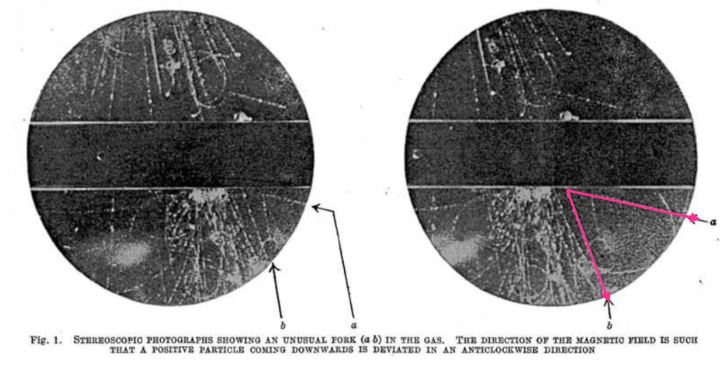 b
a
a
b
Fig. 1. STEREOSCOPIC PHOTOGRAPHS SHOWING AN UNUSUAL FORK (a b) IN THE GAS. THE DIRECTION OF THE MAGNETIC FIELD IS SUCH
THAT A POSITIVE PARTICLE COMING DOWNWARDS IS DEVIATED IN AN ANTICLOCKWISE DIRECTION